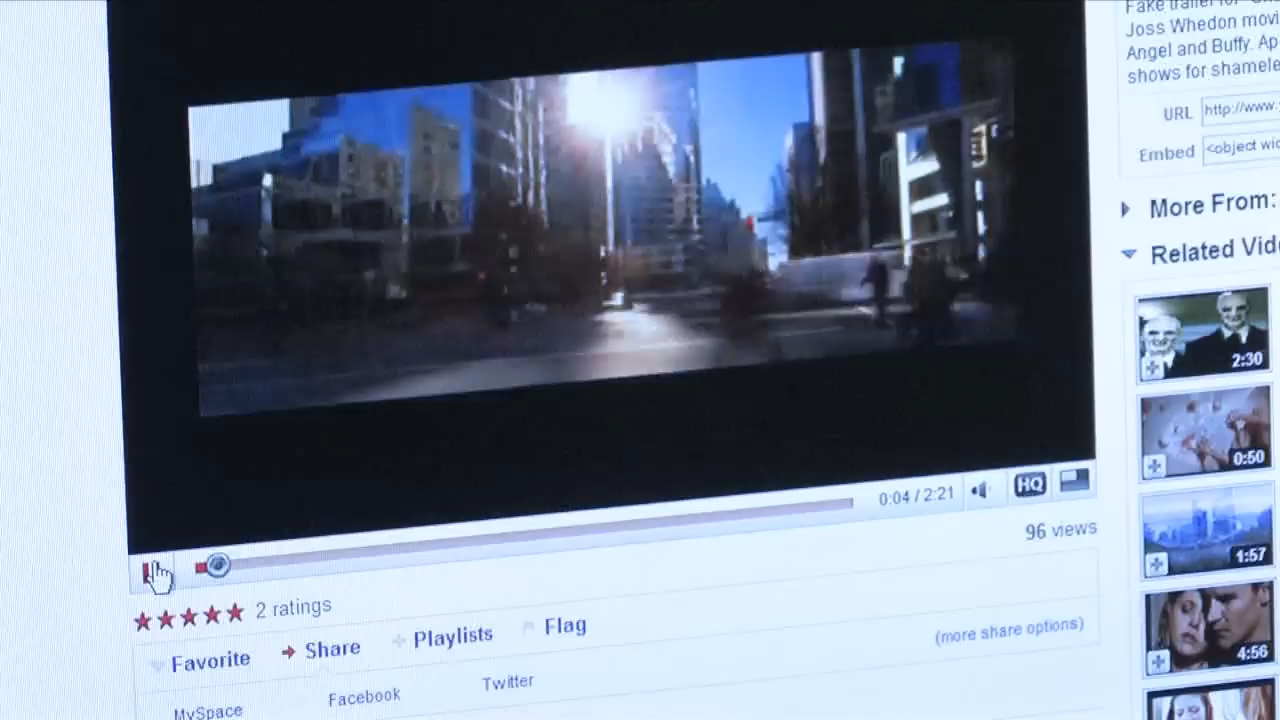 Fake trailer for
Joss Whedon movi
Angel and Buffy. Ap
shows for shamele
URL http://www.
Embed <object wid
More From:
Related Vide
2:30
0:50
1:57
4:56
0:04 / 2:21
HQ
96 views
2 ratings
Favorite
Share
Playlists
Flag
(more share options)
MySpace
Facebook
Twitter